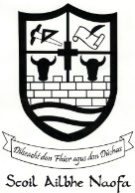 Dílseacht don Fhíor agus don Dúchas
Scoil Ailbhe Naofa